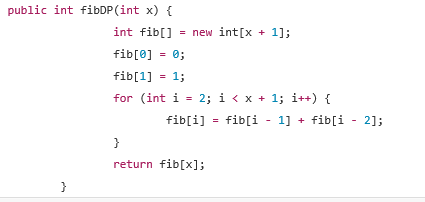 public int fibDP(int x) {
int fib[] = new int[x + 1];
fib[0] = 0;
fib[1] = 1;
for (int i = 2; i < x + 1; i++) {
fib[i] = fib[i - 1] + fib[i - 2];
}
return fib[x];
}